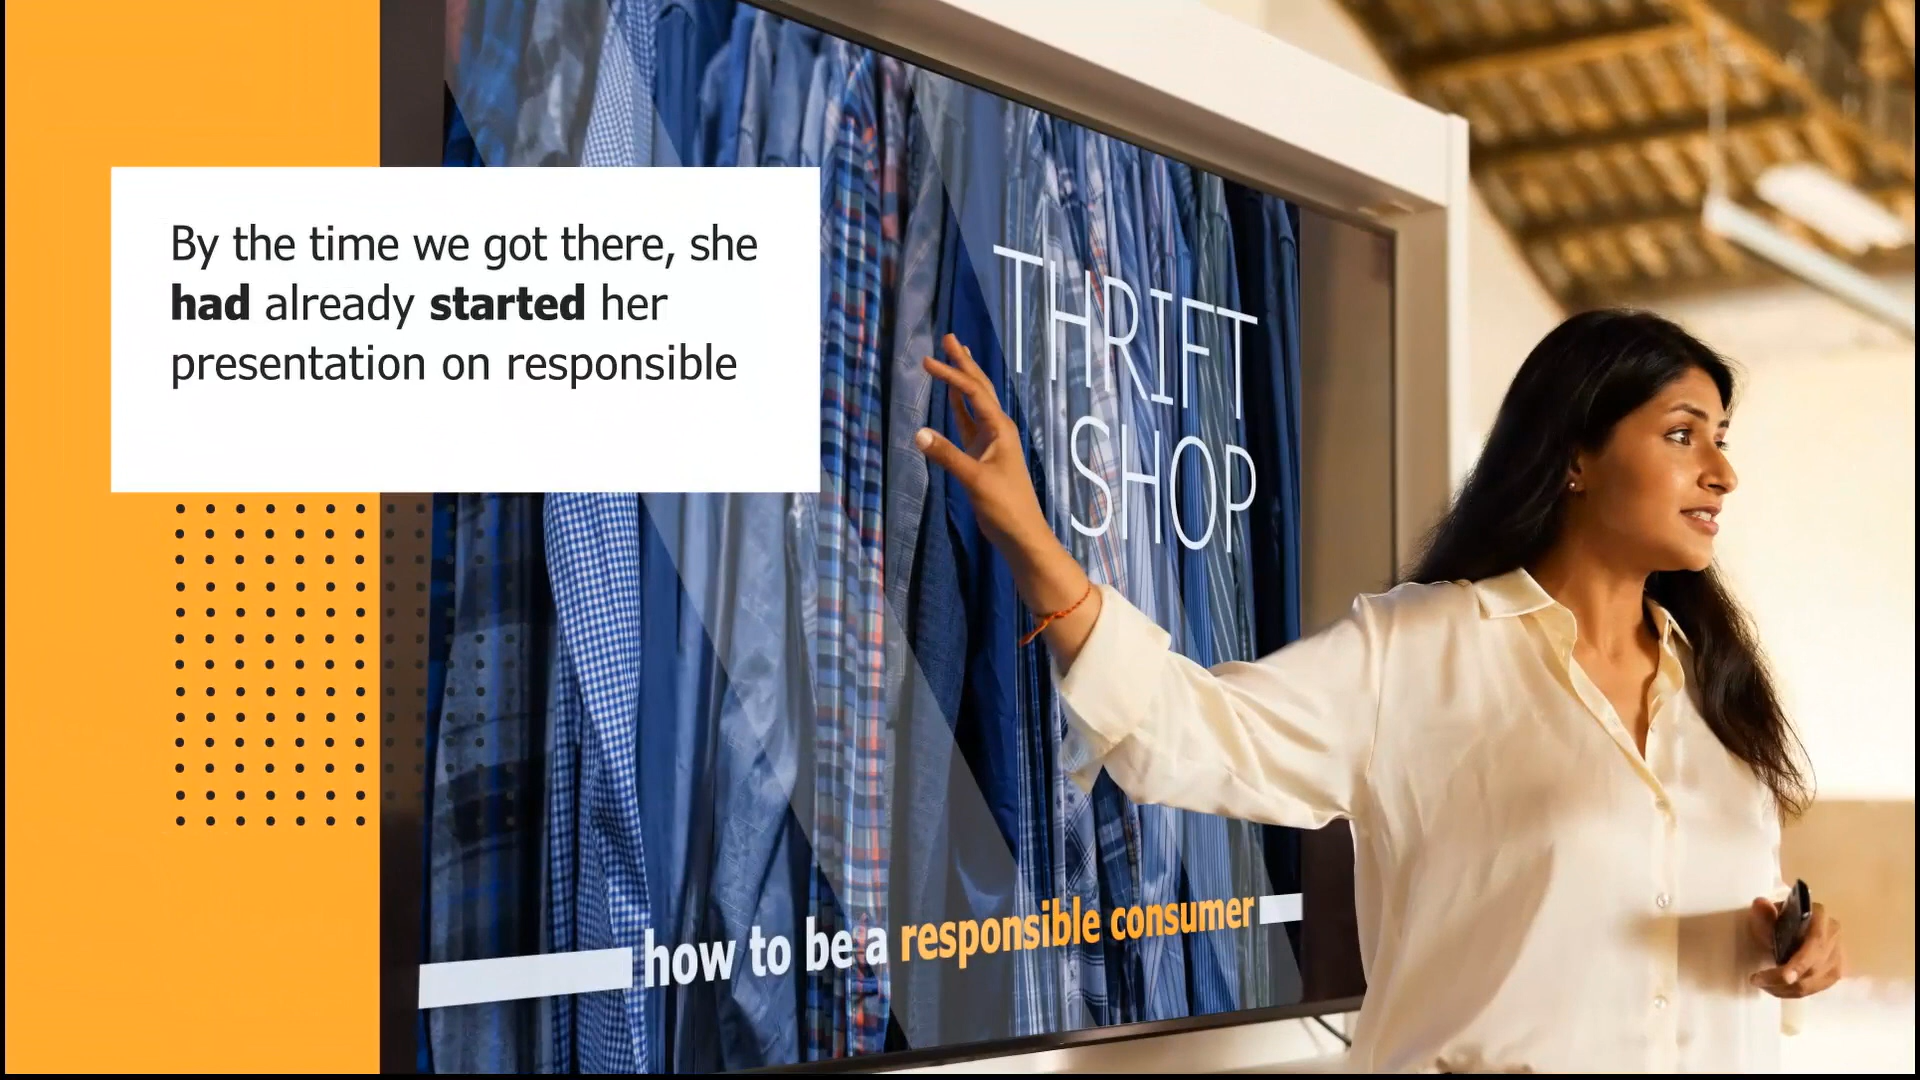 By the time we got there, she
had already started her
presentation on responsible
THRIFT
SHOP
how to be a responsible consumer